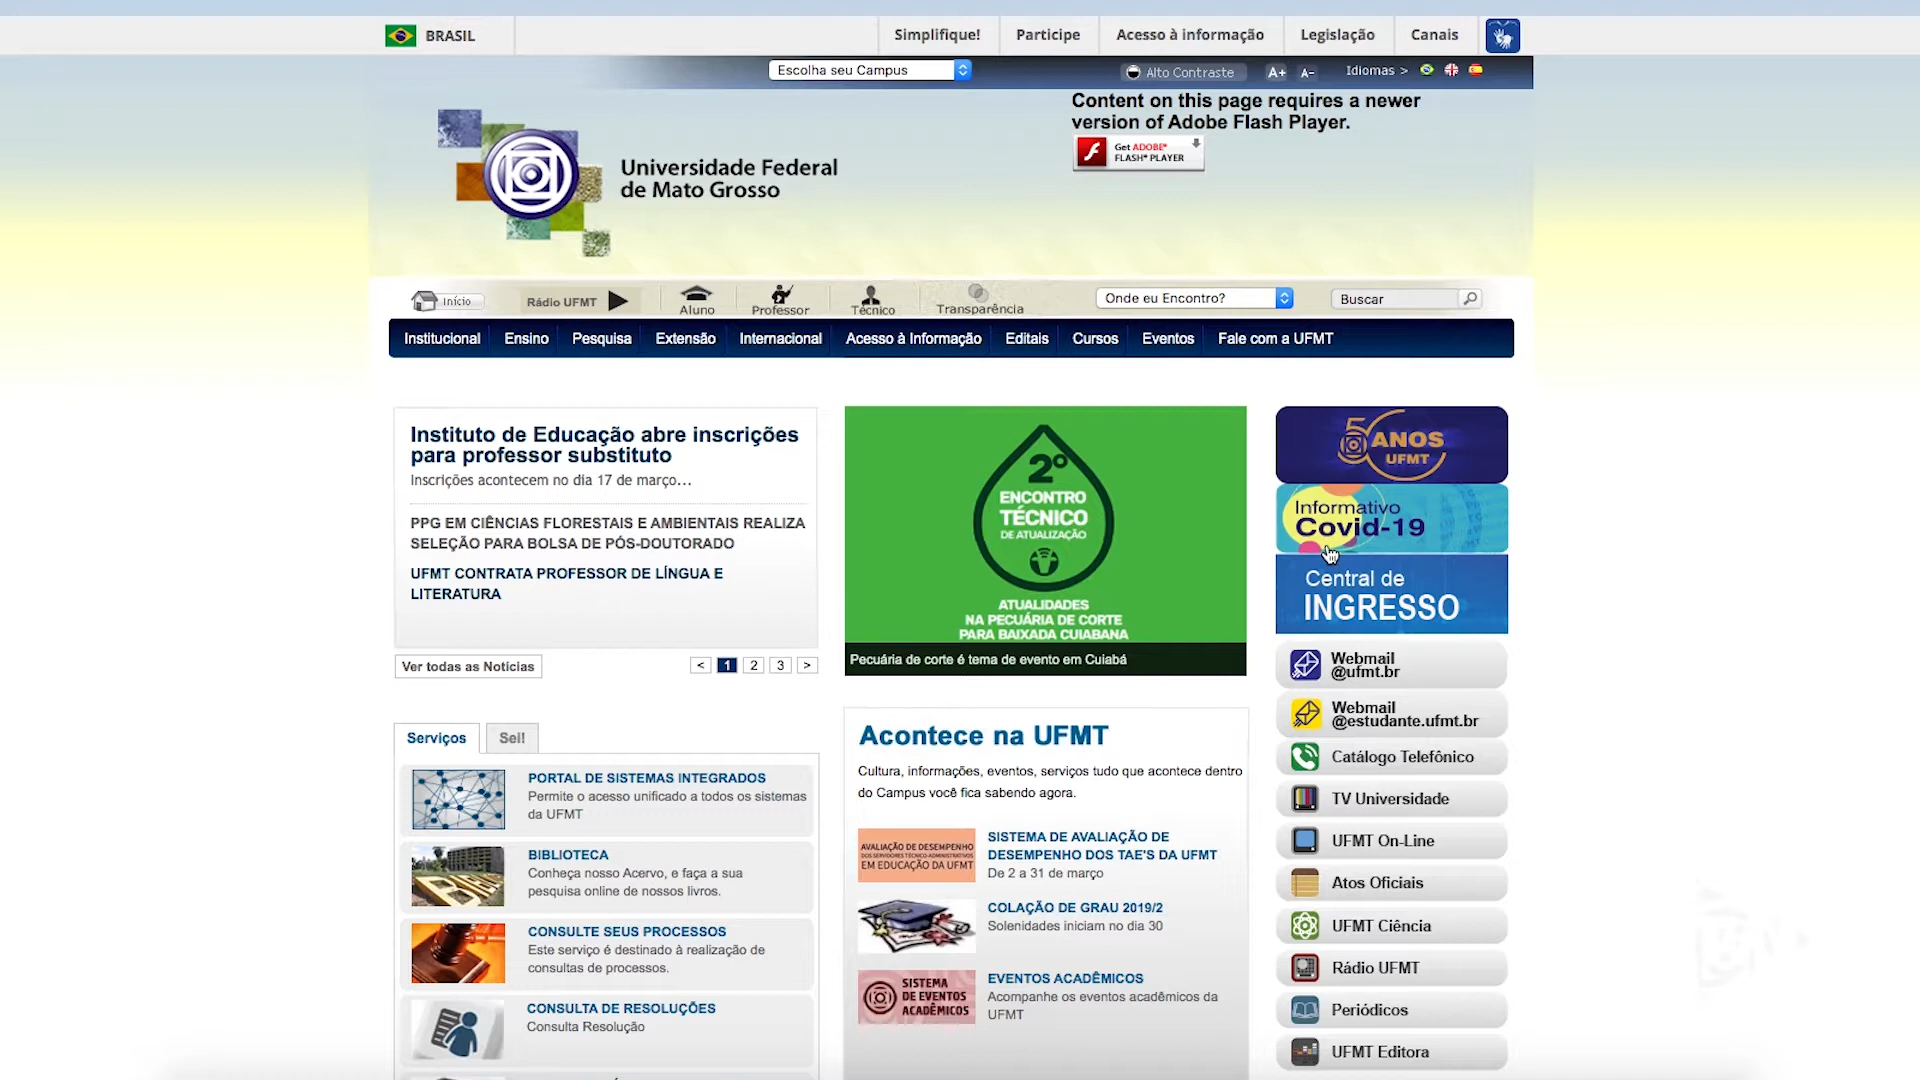 BRASIL
Simplifique!
Participe
Acesso à informação
Legislação
Canais
Escolha seu Campus
Alto Contraste
A+
A-
Idiomas >
Content on this page requires a newer
version of Adobe Flash Player.
Get ADOBE®
FLASH® PLAYER
Universidade Federal
de Mato Grosso
Início
Rádio UFMT
Aluno
Professor
Técnico
Transparência
Onde eu Encontro?
Buscar
Institucional
Ensino
Pesquisa
Extensão
Internacional
Acesso à Informação
Editais
Cursos
Eventos
Fale com a UFMT
Instituto de Educação abre inscrições
para professor substituto
Inscrições acontecem no dia 17 de março...
PPG EM CIÊNCIAS FLORESTAIS E AMBIENTAIS REALIZA
SELEÇÃO PARA BOLSA DE PÓS-DOUTORADO
UFMT CONTRATA PROFESSOR DE LÍNGUA E
LITERATURA
Ver todas as Notícias
< 1 2 3 >
2º
ENCONTRO
TÉCNICO
DE ATUALIZAÇÃO
ATUALIDADES
NA PECUÁRIA DE CORTE
PARA BAIXADA CUIABANA
Pecuária de corte é tema de evento em Cuiabá
50 ANOS
UFMT
Informativo
Covid-19
Central de
INGRESSO
Webmail
@ufmt.br
Webmail
@estudante.ufmt.br
Catálogo Telefônico
TV Universidade
UFMT On-Line
Atos Oficiais
UFMT Ciência
Rádio UFMT
Periódicos
UFMT Editora
Serviços
Sei!
PORTAL DE SISTEMAS INTEGRADOS
Permite o acesso unificado a todos os sistemas
da UFMT
BIBLIOTECA
Conheça nosso Acervo, e faça a sua
pesquisa online de nossos livros.
CONSULTE SEUS PROCESSOS
Este serviço é destinado à realização de
consultas de processos.
CONSULTA DE RESOLUÇÕES
Consulta Resolução
Acontece na UFMT
Cultura, informações, eventos, serviços tudo que acontece dentro
do Campus você fica sabendo agora.
AVALIAÇÃO DE DESEMPENHO
DOS SERVIDORES TÉCNICO-ADMINISTRATIVOS
EM EDUCAÇÃO DA UFMT
SISTEMA DE AVALIAÇÃO DE
DESEMPENHO DOS TAE'S DA UFMT
De 2 a 31 de março
COLAÇÃO DE GRAU 2019/2
Solenidades iniciam no dia 30
SISTEMA
DE EVENTOS
ACADÊMICOS
EVENTOS ACADÊMICOS
Acompanhe os eventos acadêmicos da
UFMT